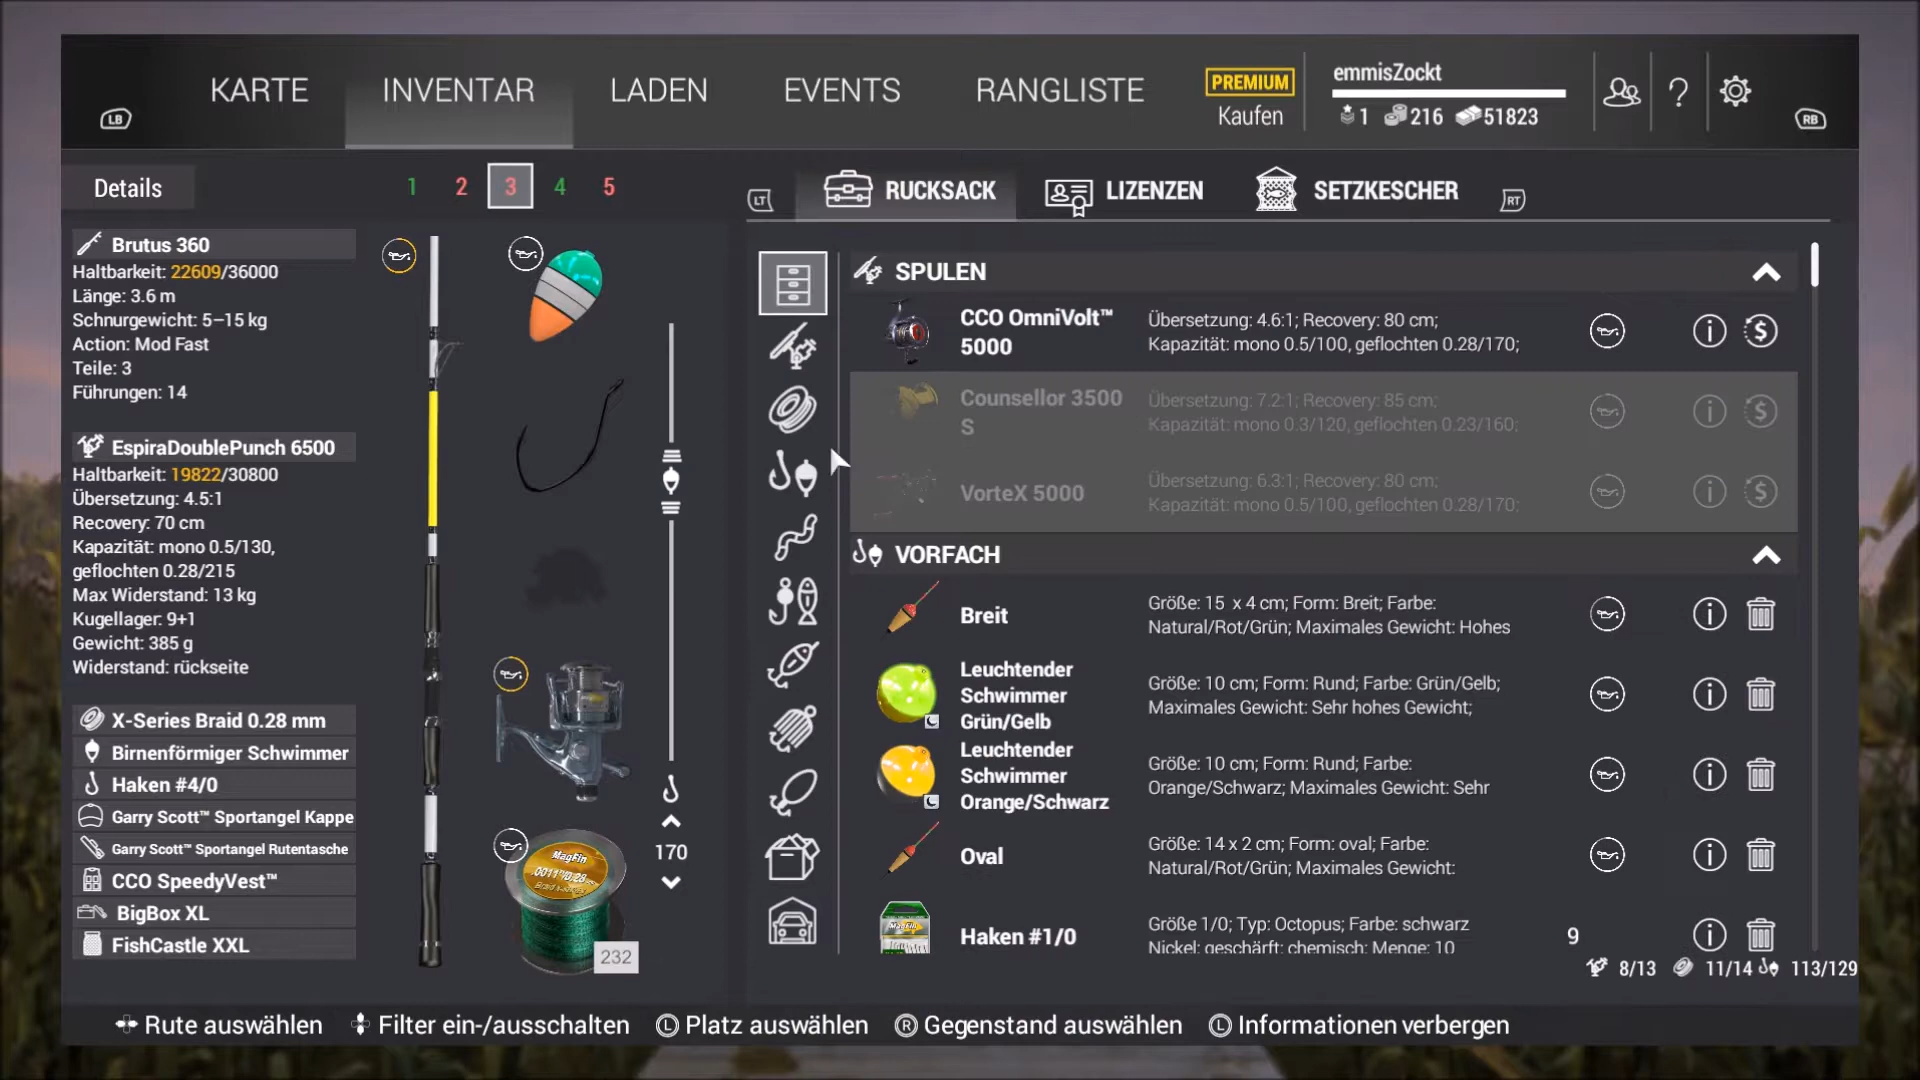 LB
KARTE
INVENTAR
LADEN
EVENTS
RANGLISTE
PREMIUM
Kaufen
emmisZockt
1 216 51823
?
RB
Details
1 2 3 4 5
LT
RUCKSACK
LIZENZEN
SETZKESCHER
RT
Brutus 360
Haltbarkeit: 22609/36000
Länge: 3.6 m
Schnurgewicht: 5–15 kg
Action: Mod Fast
Teile: 3
Führungen: 14
EspiraDoublePunch 6500
Haltbarkeit: 19822/30800
Übersetzung: 4.5:1
Recovery: 70 cm
Kapazität: mono 0.5/130,
geflochten 0.28/215
Max Widerstand: 13 kg
Kugellager: 9+1
Gewicht: 385 g
Widerstand: rückseite
X-Series Braid 0.28 mm
Birnenförmiger Schwimmer
Haken #4/0
Garry Scott™ Sportangel Kappe
Garry Scott™ Sportangel Rutentasche
CCO SpeedyVest™
BigBox XL
FishCastle XXL
MagFin
232
170
SPULEN
CCO OmniVolt™
5000
Übersetzung: 4.6:1; Recovery: 80 cm;
Kapazität: mono 0.5/100, geflochten 0.28/170;
Counsellor 3500
S
Übersetzung: 7.2:1; Recovery: 85 cm;
Kapazität: mono 0.3/120, geflochten 0.23/160;
VorteX 5000
Übersetzung: 6.3:1; Recovery: 80 cm;
Kapazität: mono 0.5/100, geflochten 0.28/170;
VORFACH
Breit
Größe: 15 x 4 cm; Form: Breit; Farbe:
Natural/Rot/Grün; Maximales Gewicht: Hohes
Leuchtender
Schwimmer
Grün/Gelb
Größe: 10 cm; Form: Rund; Farbe: Grün/Gelb;
Maximales Gewicht: Sehr hohes Gewicht;
Leuchtender
Schwimmer
Orange/Schwarz
Größe: 10 cm; Form: Rund; Farbe:
Orange/Schwarz; Maximales Gewicht: Sehr
Oval
Größe: 14 x 2 cm; Form: oval; Farbe:
Natural/Rot/Grün; Maximales Gewicht:
Haken #1/0
Größe 1/0; Typ: Octopus; Farbe: schwarz
Nickel; geschärft: chemisch; Menge: 10
9
8/13 11/14 113/129
Rute auswählen
Filter ein-/ausschalten
L Platz auswählen
R Gegenstand auswählen
L Informationen verbergen